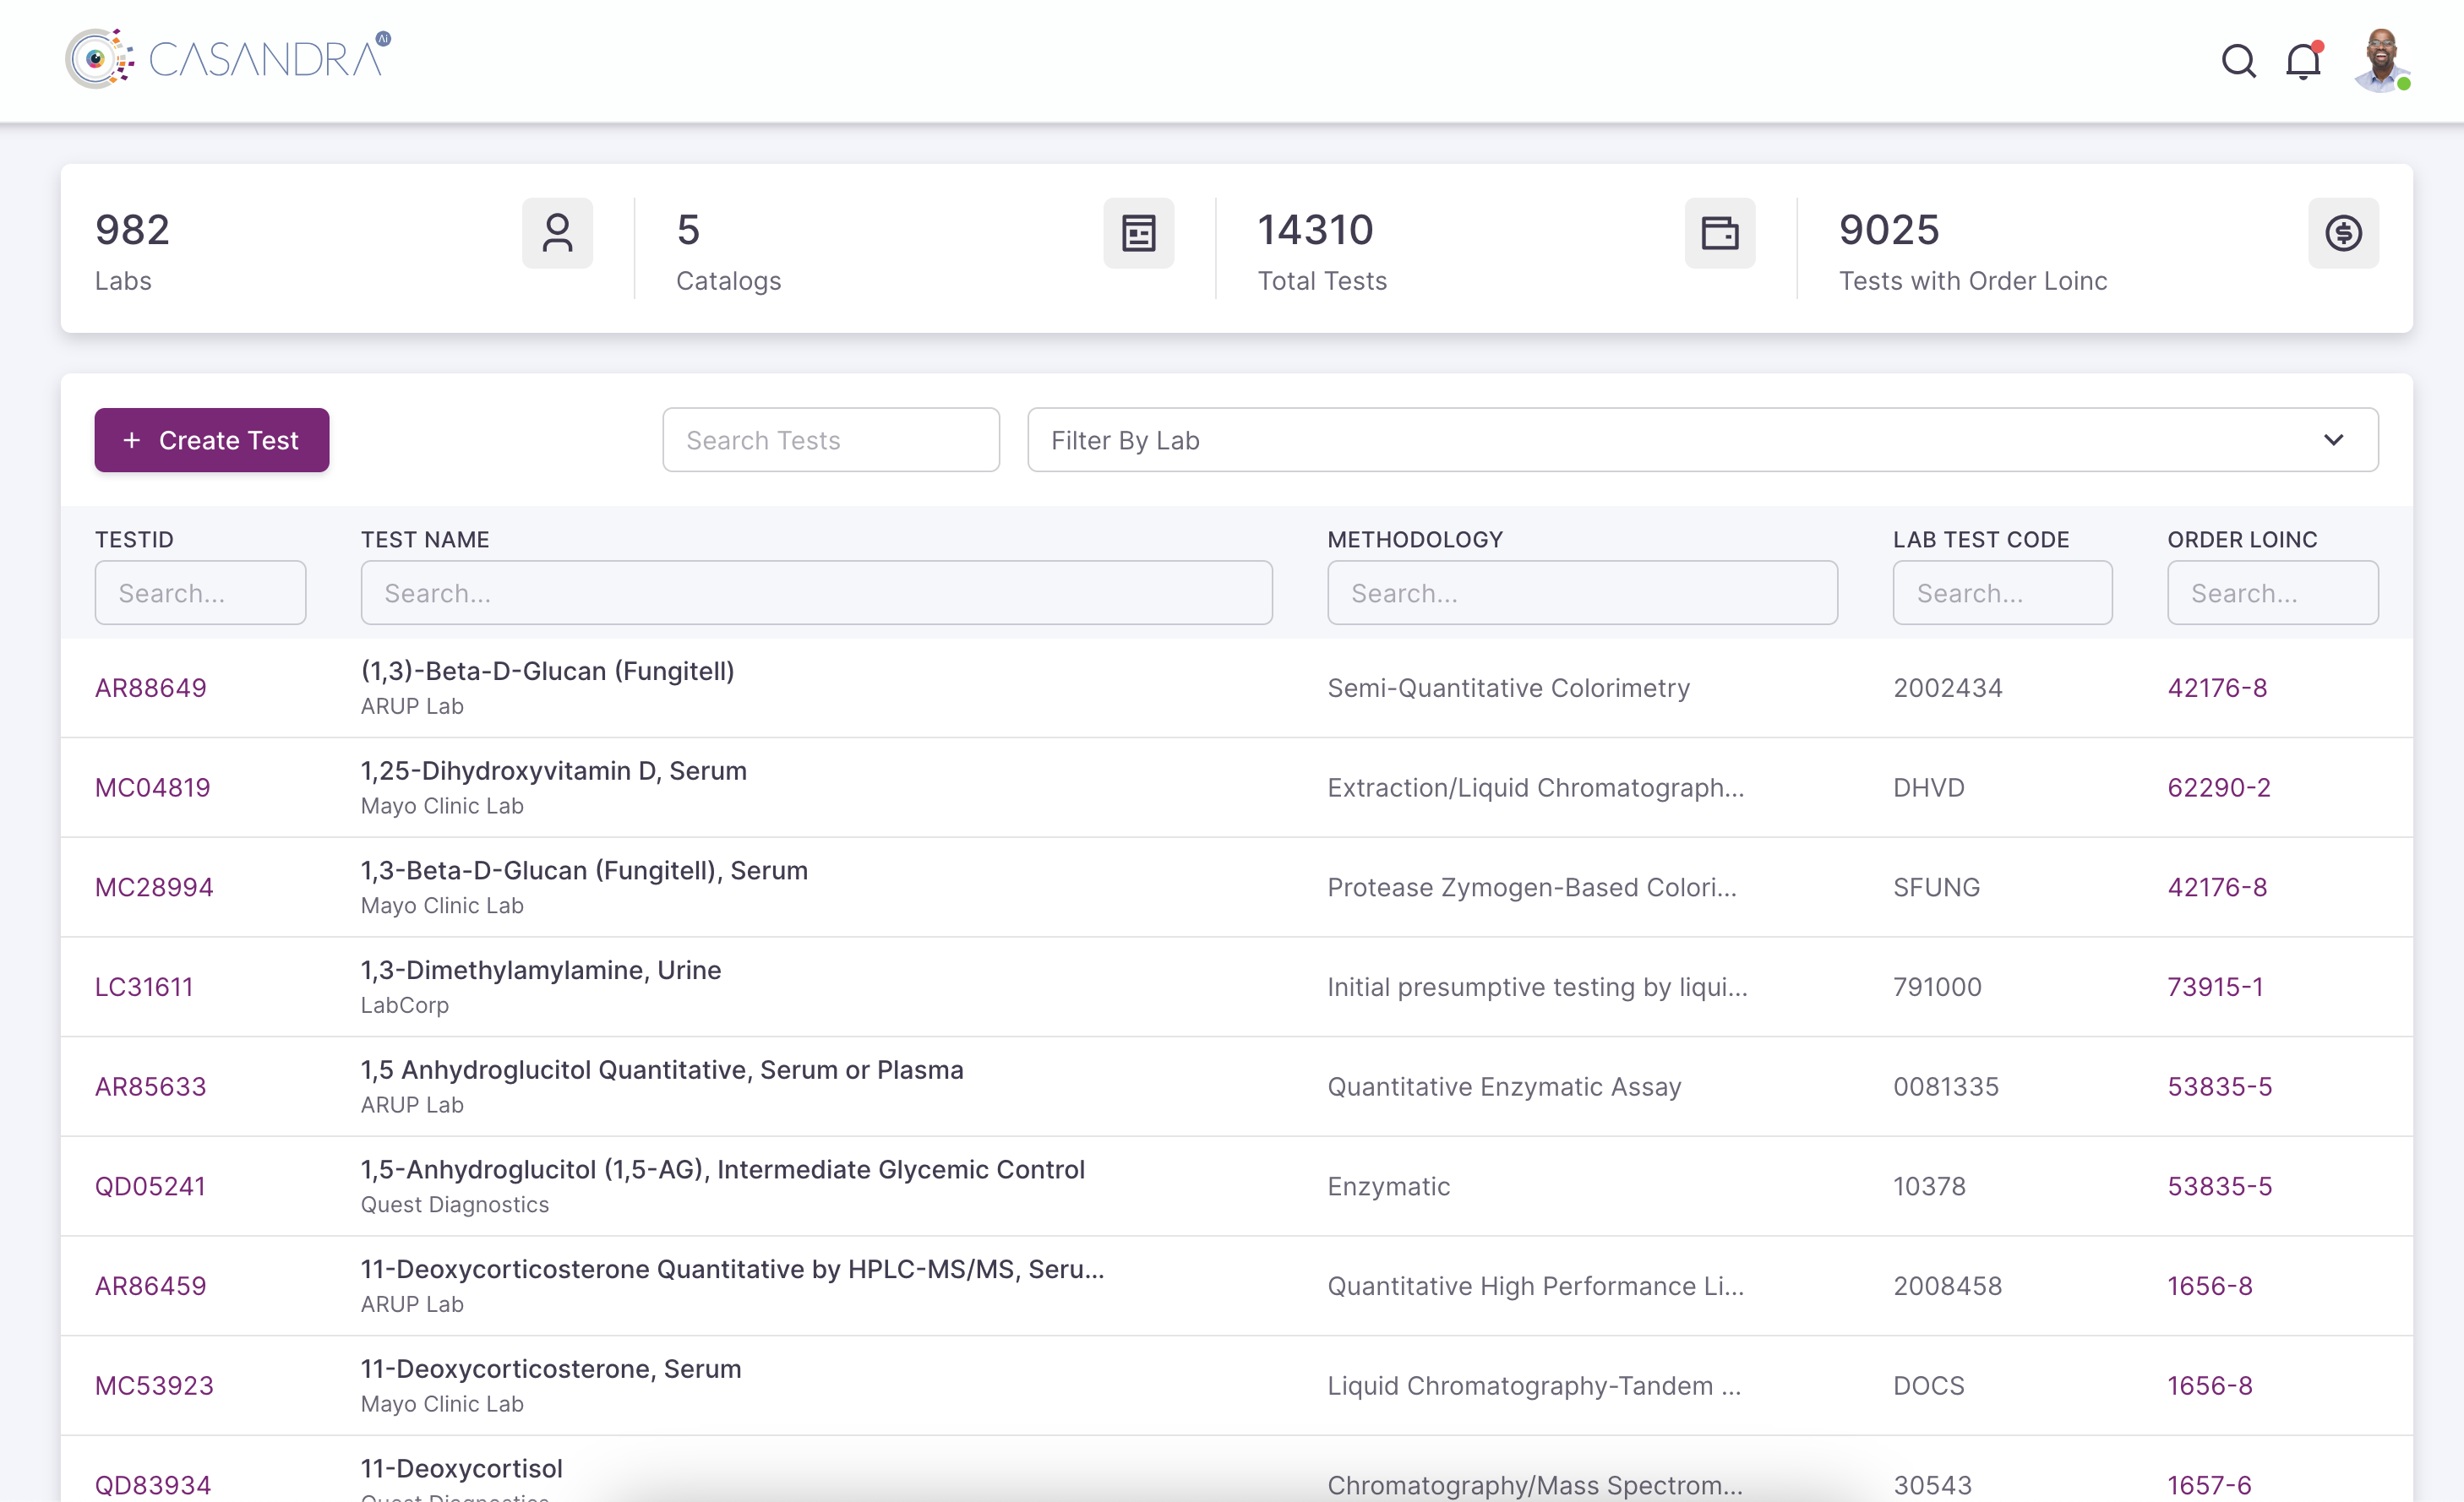 CASANDRA Ai
982
Labs
5
Catalogs
14310
Total Tests
9025
Tests with Order Loinc
+ Create Test
Search Tests
Filter By Lab
TESTID TEST NAME METHODOLOGY LAB TEST CODE ORDER LOINC
Search... Search... Search... Search... Search...
AR88649 (1,3)-Beta-D-Glucan (Fungitell) Semi-Quantitative Colorimetry 2002434 42176-8
ARUP Lab
MC04819 1,25-Dihydroxyvitamin D, Serum Extraction/Liquid Chromatograph... DHVD 62290-2
Mayo Clinic Lab
MC28994 1,3-Beta-D-Glucan (Fungitell), Serum Protease Zymogen-Based Colori... SFUNG 42176-8
Mayo Clinic Lab
LC31611 1,3-Dimethylamylamine, Urine Initial presumptive testing by liqui... 791000 73915-1
LabCorp
AR85633 1,5 Anhydroglucitol Quantitative, Serum or Plasma Quantitative Enzymatic Assay 0081335 53835-5
ARUP Lab
QD05241 1,5-Anhydroglucitol (1,5-AG), Intermediate Glycemic Control Enzymatic 10378 53835-5
Quest Diagnostics
AR86459 11-Deoxycorticosterone Quantitative by HPLC-MS/MS, Seru... Quantitative High Performance Li... 2008458 1656-8
ARUP Lab
MC53923 11-Deoxycorticosterone, Serum Liquid Chromatography-Tandem ... DOCS 1656-8
Mayo Clinic Lab
QD83934 11-Deoxycortisol Chromatography/Mass Spectrom... 30543 1657-6
Quest Diagnostics